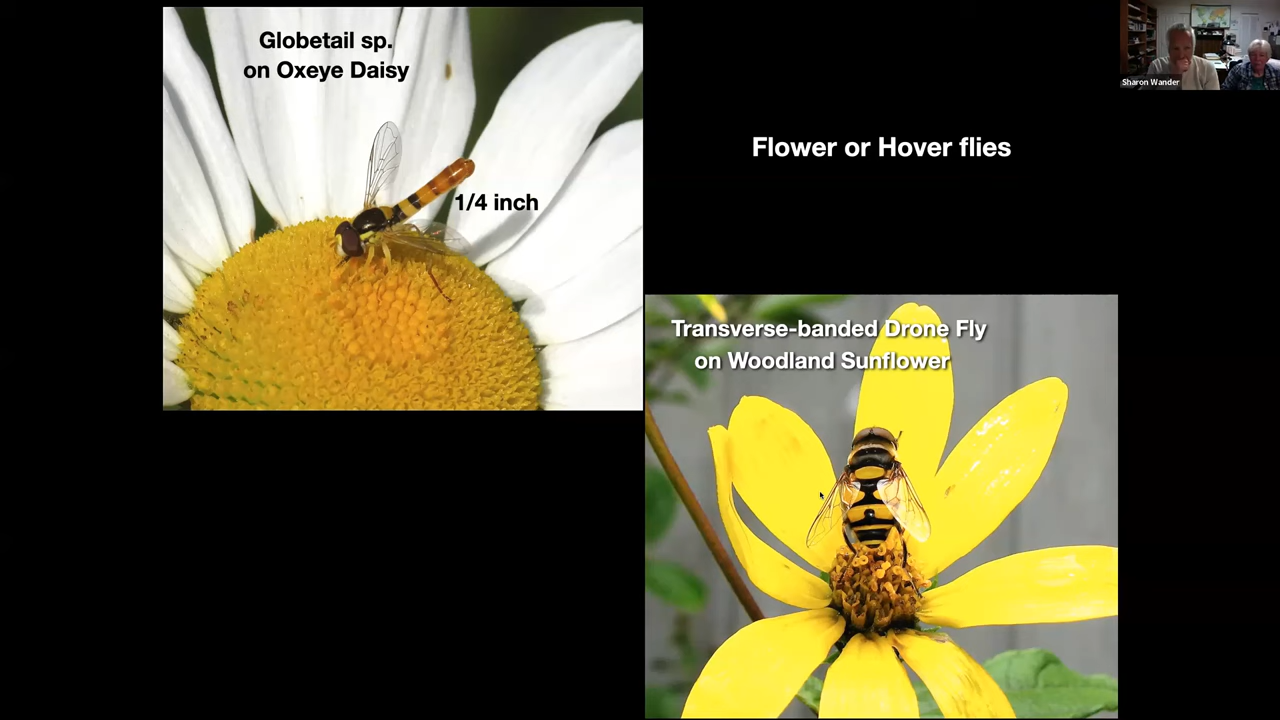 Globetail sp.
on Oxeye Daisy
1/4 inch
Flower or Hover flies
Sharon Wander
Transverse-banded Drone Fly
on Woodland Sunflower